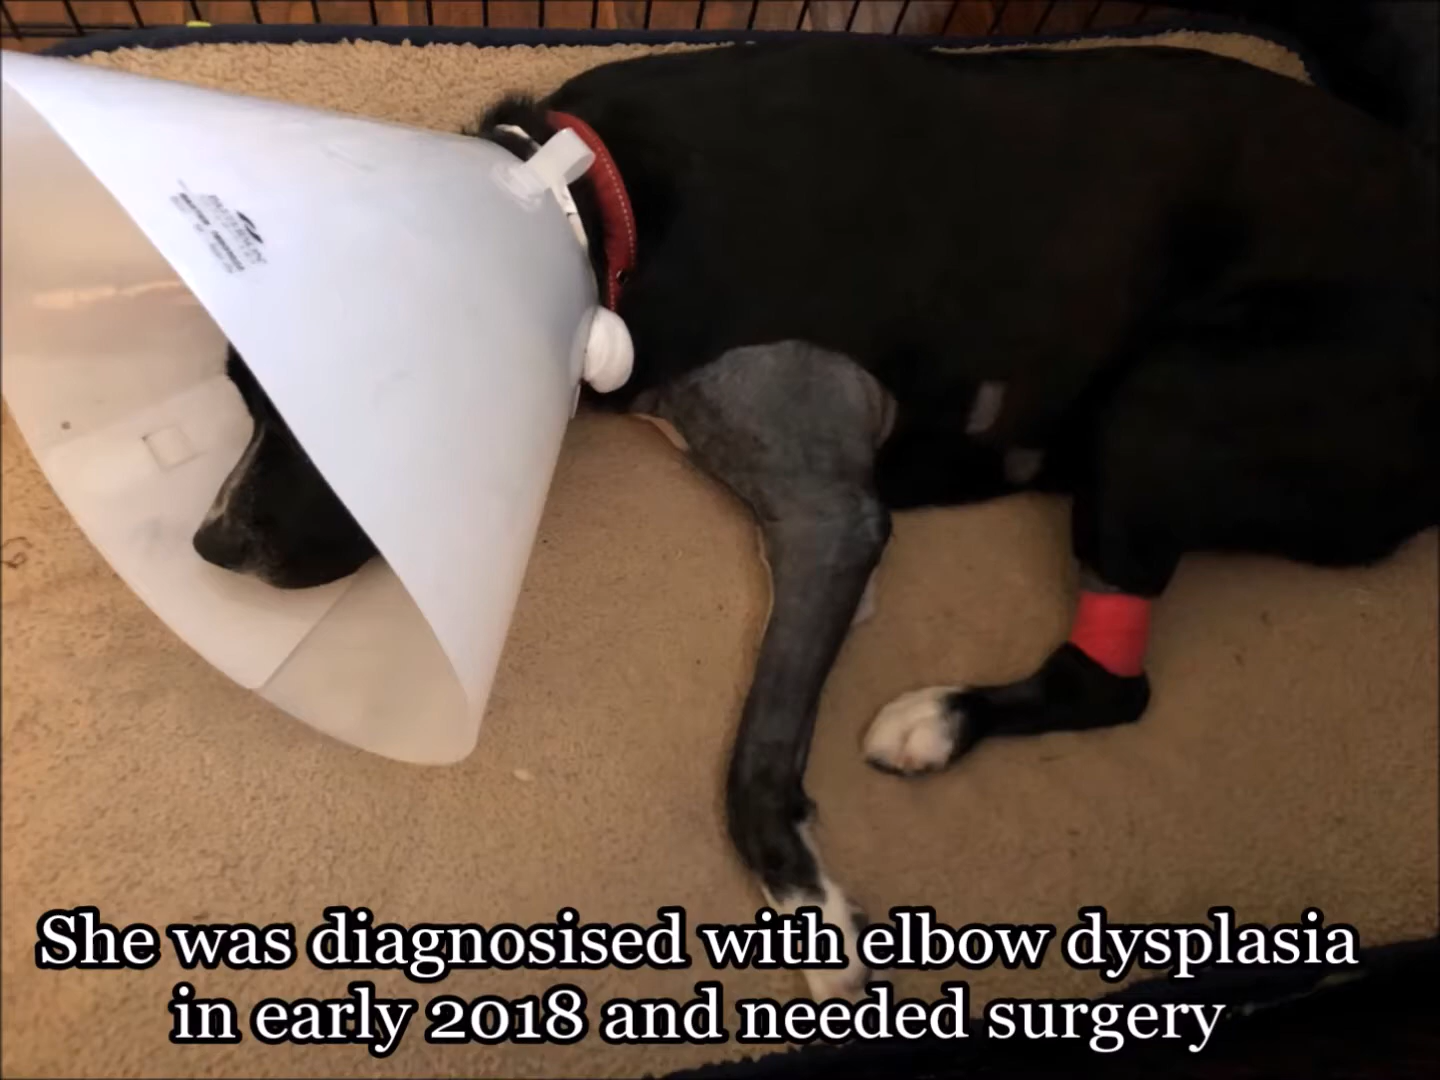 She was diagnosised with elbow dysplasia
in early 2018 and needed surgery